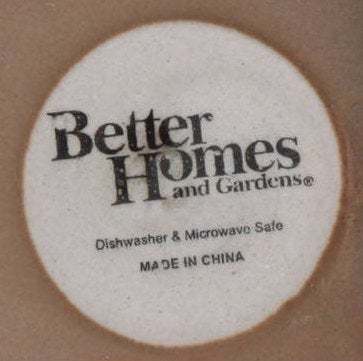 Better
Homes
and Gardens®
Dishwasher & Microwave Safe
MADE IN CHINA